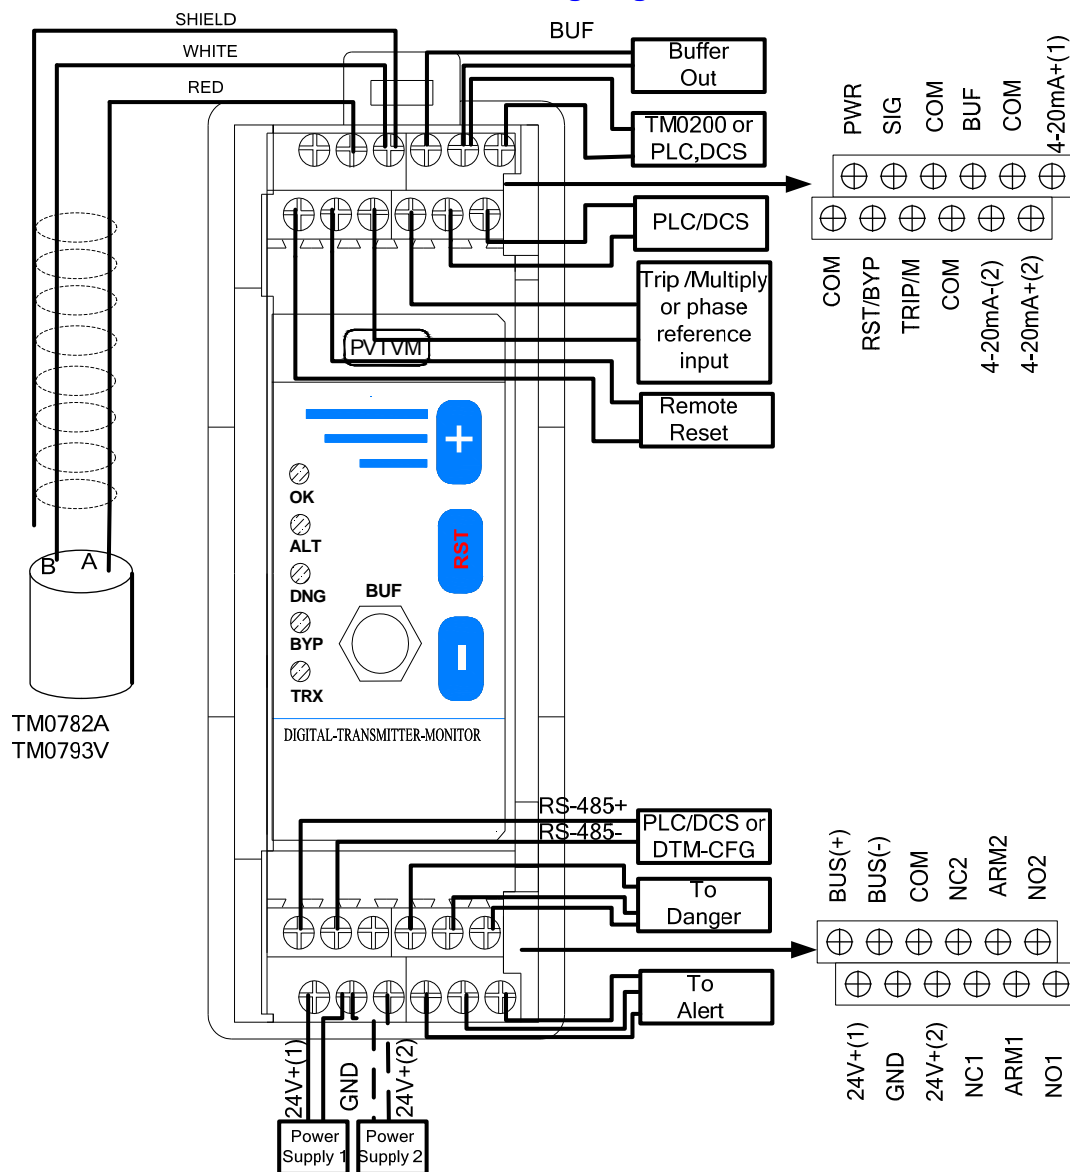 SHIELD
WHITE
RED
BUF
Buffer
Out
TM0200 or
PLC,DCS
PLC/DCS
Trip /Multiply
or phase
reference
input
Remote
Reset
PWR
SIG
COM
BUF
COM
4-20mA+(1)
COM
RST/BYP
TRIP/M
COM
4-20mA-(2)
4-20mA+(2)
PVTVM
+
OK
ALT
RST
DNG
BUF
BYP
-
TRX
DIGITAL-TRANSMITTER-MONITOR
B
A
TM0782A
TM0793V
RS-485+
RS-485-
PLC/DCS or
DTM-CFG
To
Danger
To
Alert
BUS(+)
BUS(-)
COM
NC2
ARM2
NO2
24V+(1)
GND
24V+(2)
NC1
ARM1
NO1
24V+(1)
GND
24V+(2)
Power
Supply 1
Power
Supply 2